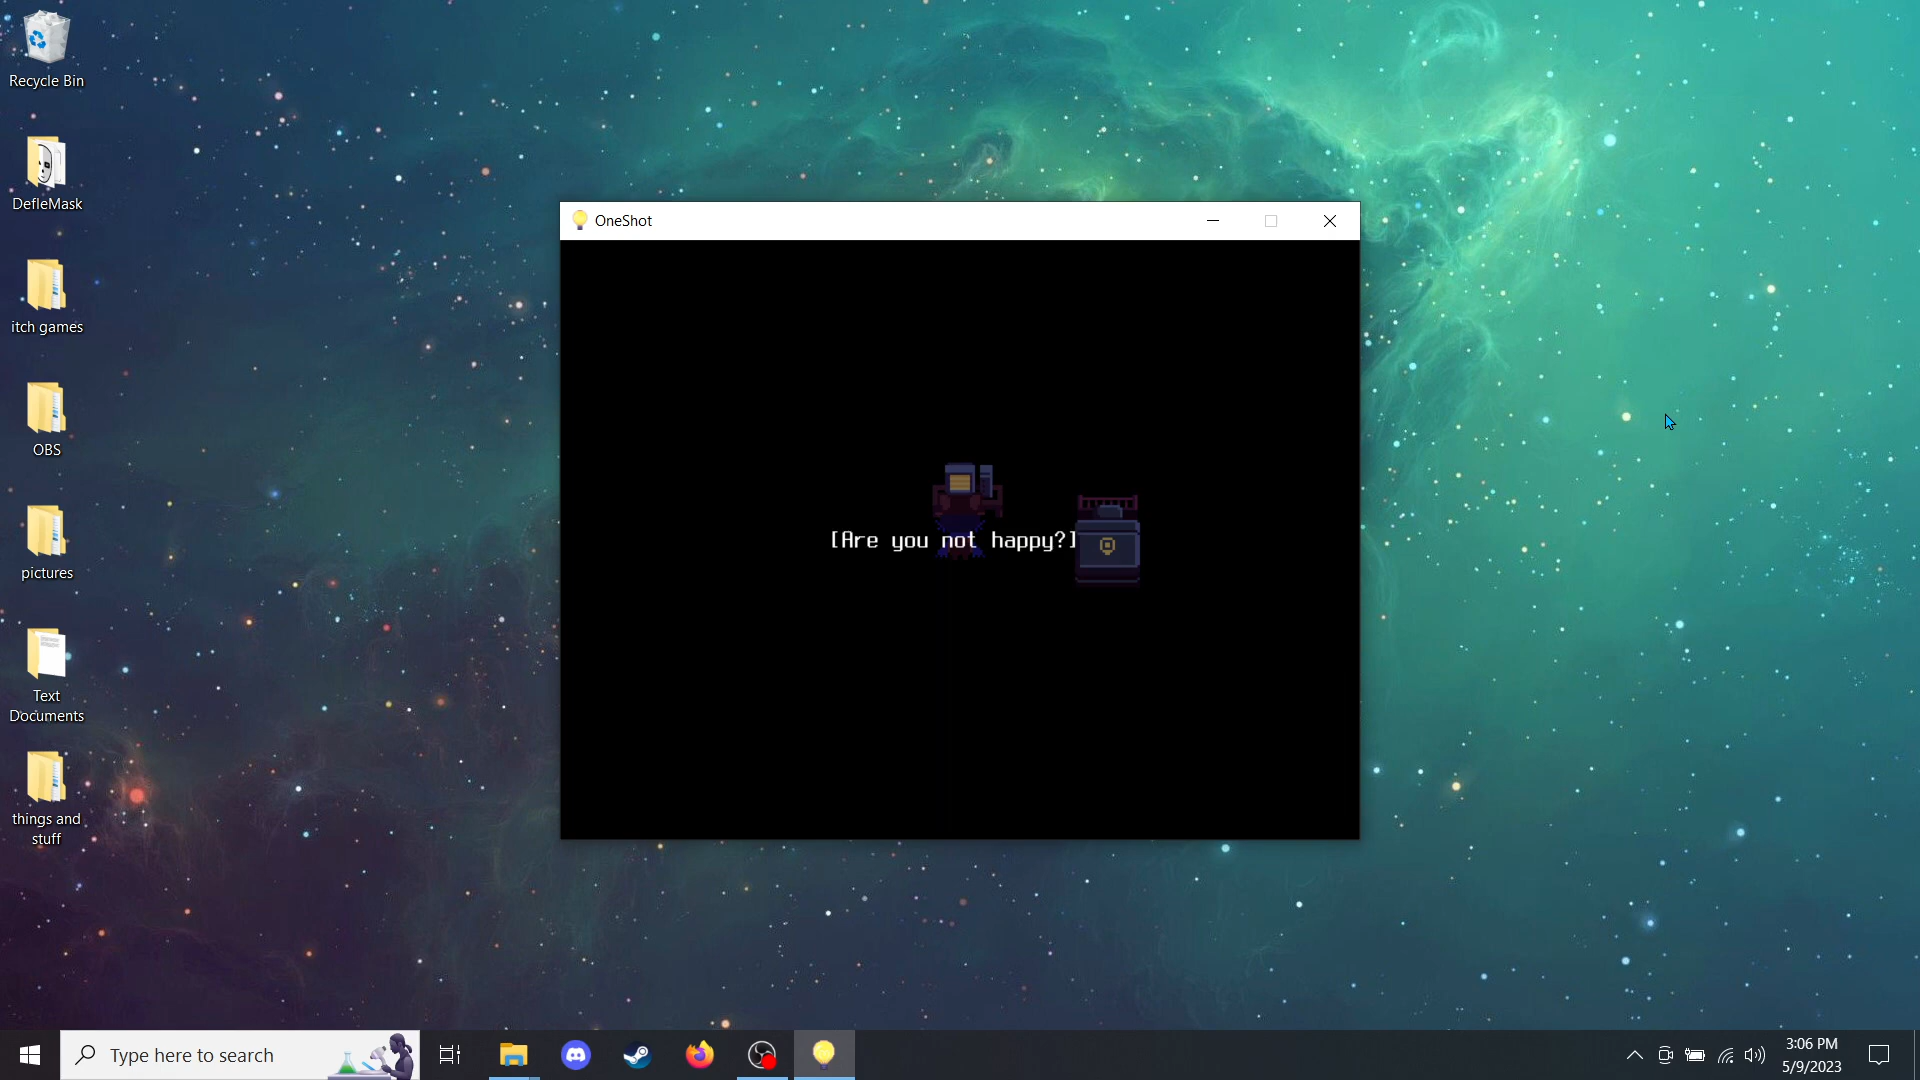 Recycle Bin
DefleMask
itch games
OBS
pictures
Text
Documents
things and
stuff
OneShot
[Are you not happy?]
Type here to search
3:06 PM
5/9/2023